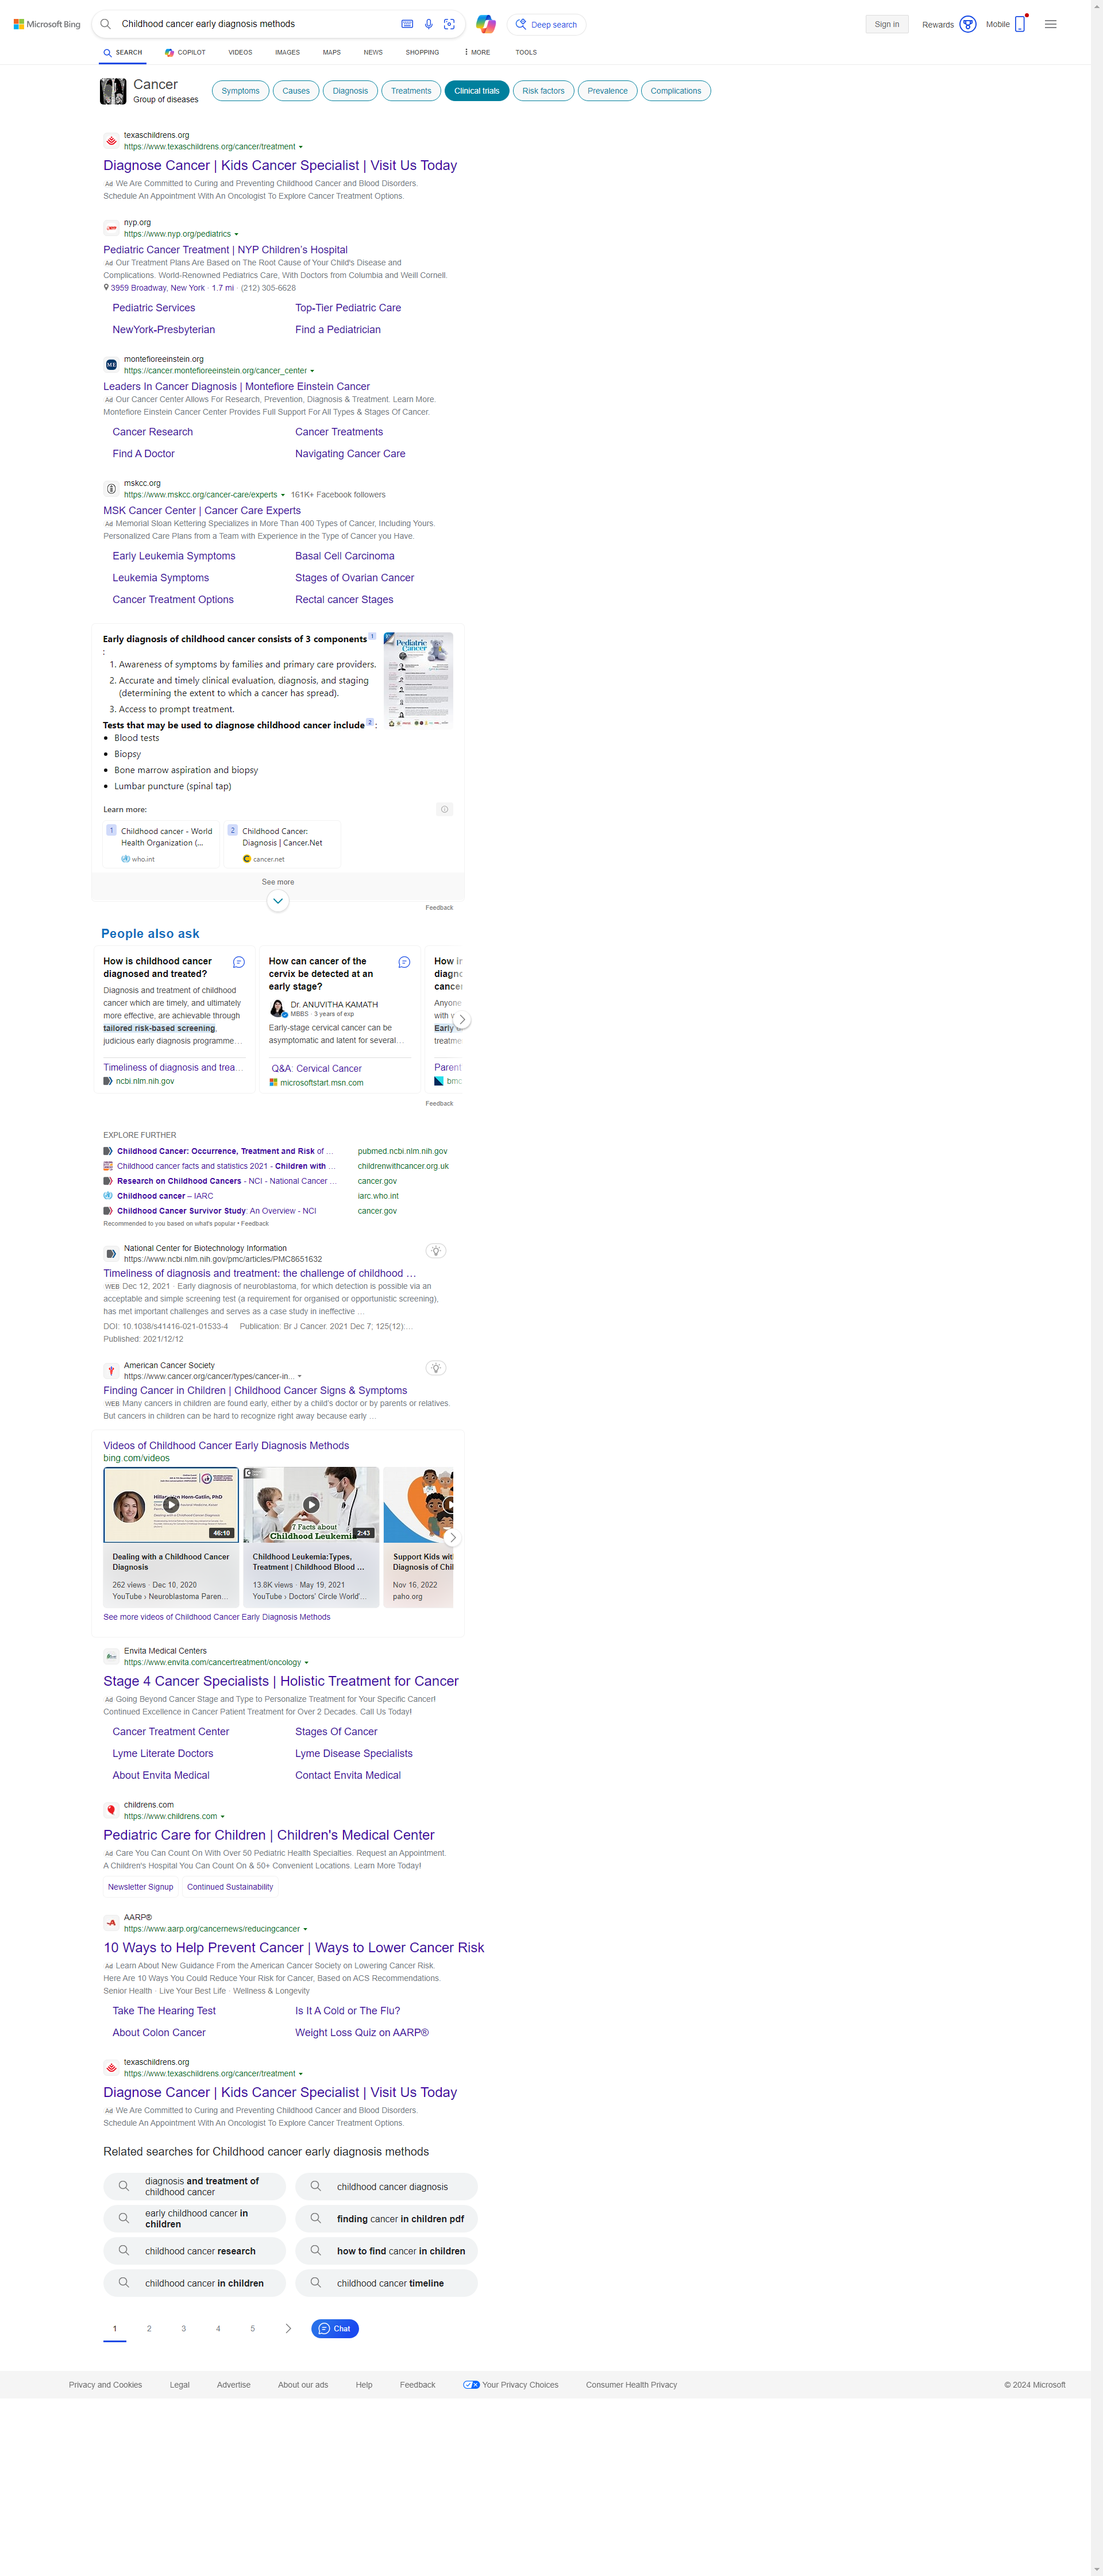 Microsoft Bing
Childhood cancer early diagnosis methods
Deep search
Sign in
Rewards
Mobile
SEARCH
COPILOT
VIDEOS
IMAGES
MAPS
NEWS
SHOPPING
MORE
TOOLS
Cancer
Group of diseases
Symptoms
Causes
Diagnosis
Treatments
Clinical trials
Risk factors
Prevalence
Complications
texaschildrens.org
https://www.texaschildrens.org/cancer/treatment
Diagnose Cancer | Kids Cancer Specialist | Visit Us Today
Ad We Are Committed to Curing and Preventing Childhood Cancer and Blood Disorders.
Schedule An Appointment With An Oncologist To Explore Cancer Treatment Options.
nyp.org
https://www.nyp.org/pediatrics
Pediatric Cancer Treatment | NYP Children's Hospital
Ad Our Treatment Plans Are Based on The Root Cause of Your Child's Disease and
Complications. World-Renowned Pediatrics Care, With Doctors from Columbia and Weill Cornell.
3959 Broadway, New York · 1.7 mi · (212) 305-6628
Pediatric Services
Top-Tier Pediatric Care
NewYork-Presbyterian
Find a Pediatrician
ME
montefioreeinstein.org
https://cancer.montefioreeinstein.org/cancer_center
Leaders In Cancer Diagnosis | Montefiore Einstein Cancer
Ad Our Cancer Center Allows For Research, Prevention, Diagnosis & Treatment. Learn More.
Montefiore Einstein Cancer Center Provides Full Support For All Types & Stages Of Cancer.
Cancer Research
Cancer Treatments
Find A Doctor
Navigating Cancer Care
mskcc.org
https://www.mskcc.org/cancer-care/experts 161K+ Facebook followers
MSK Cancer Center | Cancer Care Experts
Ad Memorial Sloan Kettering Specializes in More Than 400 Types of Cancer, Including Yours.
Personalized Care Plans from a Team with Experience in the Type of Cancer you Have.
Early Leukemia Symptoms
Basal Cell Carcinoma
Leukemia Symptoms
Stages of Ovarian Cancer
Cancer Treatment Options
Rectal cancer Stages
Early diagnosis of childhood cancer consists of 3 components 1
:
1. Awareness of symptoms by families and primary care providers.
2. Accurate and timely clinical evaluation, diagnosis, and staging
(determining the extent to which a cancer has spread).
3. Access to prompt treatment.
Tests that may be used to diagnose childhood cancer include 2 :
Pediatric
Cancer
• Blood tests
• Biopsy
• Bone marrow aspiration and biopsy
• Lumbar puncture (spinal tap)
Learn more:
1 Childhood cancer - World
Health Organization (...
who.int
2 Childhood Cancer:
Diagnosis | Cancer.Net
cancer.net
See more
Feedback
People also ask
How is childhood cancer
diagnosed and treated?
Diagnosis and treatment of childhood
cancer which are timely, and ultimately
more effective, are achievable through
tailored risk-based screening,
judicious early diagnosis programme…
Timeliness of diagnosis and trea…
ncbi.nlm.nih.gov
How can cancer of the
cervix be detected at an
early stage?
Dr. ANUVITHA KAMATH
MBBS · 3 years of exp
Early-stage cervical cancer can be
asymptomatic and latent for several…
Q&A: Cervical Cancer
microsoftstart.msn.com
How i
diagn
cancer
Anyone
with
Early
treatme
Parent
bmc
Feedback
EXPLORE FURTHER
Childhood Cancer: Occurrence, Treatment and Risk of …
pubmed.ncbi.nlm.nih.gov
Childhood cancer facts and statistics 2021 - Children with …
childrenwithcancer.org.uk
Research on Childhood Cancers - NCI - National Cancer …
cancer.gov
Childhood cancer – IARC
iarc.who.int
Childhood Cancer Survivor Study: An Overview - NCI
cancer.gov
Recommended to you based on what's popular • Feedback
National Center for Biotechnology Information
https://www.ncbi.nlm.nih.gov/pmc/articles/PMC8651632
Timeliness of diagnosis and treatment: the challenge of childhood …
WEB Dec 12, 2021 · Early diagnosis of neuroblastoma, for which detection is possible via an
acceptable and simple screening test (a requirement for organised or opportunistic screening),
has met important challenges and serves as a case study in ineffective …
DOI: 10.1038/s41416-021-01533-4 Publication: Br J Cancer. 2021 Dec 7; 125(12):…
Published: 2021/12/12
American Cancer Society
https://www.cancer.org/cancer/types/cancer-in...
Finding Cancer in Children | Childhood Cancer Signs & Symptoms
WEB Many cancers in children are found early, either by a child's doctor or by parents or relatives.
But cancers in children can be hard to recognize right away because early …
Videos of Childhood Cancer Early Diagnosis Methods
bing.com/videos
Hern-Gatlin, PhD
46:10
Dealing with a Childhood Cancer
Diagnosis
262 views · Dec 10, 2020
YouTube › Neuroblastoma Paren…
7 Facts about
Childhood Leukemia
2:43
Childhood Leukemia:Types,
Treatment | Childhood Blood …
13.8K views · May 19, 2021
YouTube › Doctors' Circle World'…
Support Kids wit
Diagnosis of Chi
Nov 16, 2022
paho.org
See more videos of Childhood Cancer Early Diagnosis Methods
Envita Medical Centers
https://www.envita.com/cancertreatment/oncology
Stage 4 Cancer Specialists | Holistic Treatment for Cancer
Ad Going Beyond Cancer Stage and Type to Personalize Treatment for Your Specific Cancer!
Continued Excellence in Cancer Patient Treatment for Over 2 Decades. Call Us Today!
Cancer Treatment Center
Stages Of Cancer
Lyme Literate Doctors
Lyme Disease Specialists
About Envita Medical
Contact Envita Medical
childrens.com
https://www.childrens.com
Pediatric Care for Children | Children's Medical Center
Ad Care You Can Count On With Over 50 Pediatric Health Specialties. Request an Appointment.
A Children's Hospital You Can Count On & 50+ Convenient Locations. Learn More Today!
Newsletter Signup
Continued Sustainability
AARP®
https://www.aarp.org/cancernews/reducingcancer
10 Ways to Help Prevent Cancer | Ways to Lower Cancer Risk
Ad Learn About New Guidance From the American Cancer Society on Lowering Cancer Risk.
Here Are 10 Ways You Could Reduce Your Risk for Cancer, Based on ACS Recommendations.
Senior Health · Live Your Best Life · Wellness & Longevity
Take The Hearing Test
Is It A Cold or The Flu?
About Colon Cancer
Weight Loss Quiz on AARP®
texaschildrens.org
https://www.texaschildrens.org/cancer/treatment
Diagnose Cancer | Kids Cancer Specialist | Visit Us Today
Ad We Are Committed to Curing and Preventing Childhood Cancer and Blood Disorders.
Schedule An Appointment With An Oncologist To Explore Cancer Treatment Options.
Related searches for Childhood cancer early diagnosis methods
diagnosis and treatment of
childhood cancer
childhood cancer diagnosis
early childhood cancer in
children
finding cancer in children pdf
childhood cancer research
how to find cancer in children
childhood cancer in children
childhood cancer timeline
1
2
3
4
5
Chat
Privacy and Cookies
Legal
Advertise
About our ads
Help
Feedback
Your Privacy Choices
Consumer Health Privacy
© 2024 Microsoft